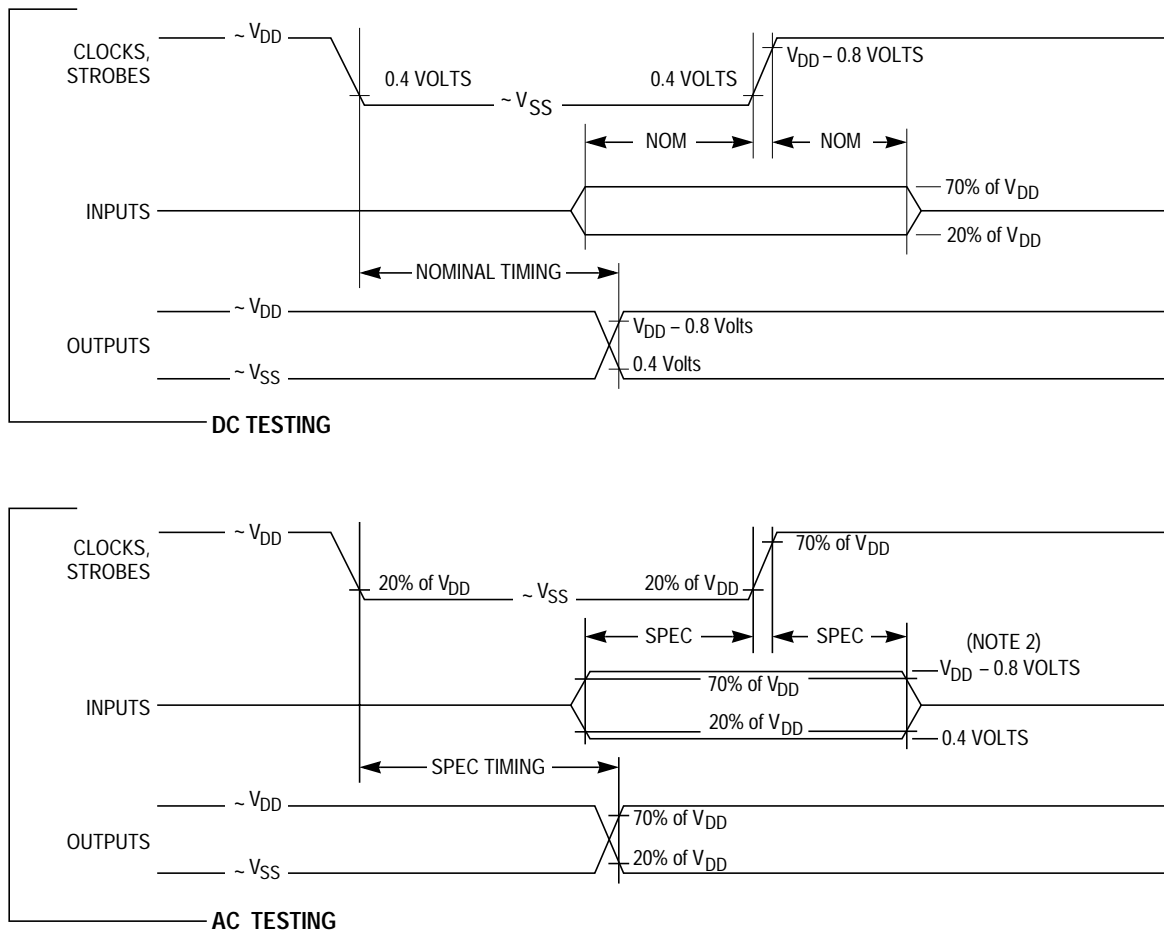 ~ VDD
CLOCKS,
STROBES
0.4 VOLTS
~ VSS
0.4 VOLTS
VDD – 0.8 VOLTS
NOM
NOM
INPUTS
70% of VDD
20% of VDD
NOMINAL TIMING
~ VDD
OUTPUTS
~ VSS
VDD – 0.8 Volts
0.4 Volts
DC TESTING
~ VDD
CLOCKS,
STROBES
20% of VDD
~ VSS
20% of VDD
70% of VDD
SPEC
SPEC
(NOTE 2)
VDD – 0.8 VOLTS
70% of VDD
INPUTS
20% of VDD
0.4 VOLTS
SPEC TIMING
~ VDD
OUTPUTS
~ VSS
70% of VDD
20% of VDD
AC TESTING